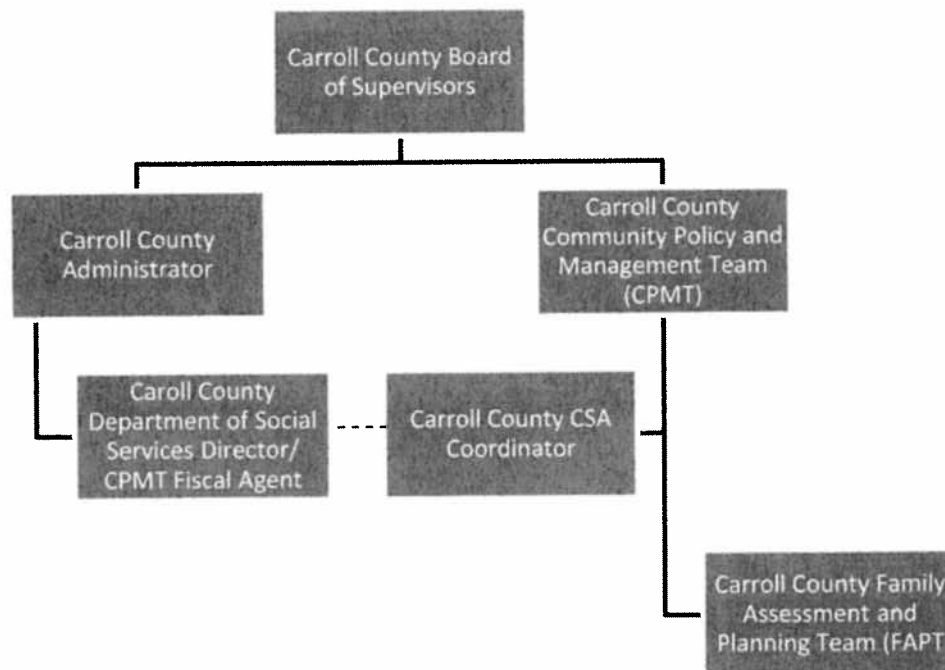 Carroll County Board
of Supervisors
Carroll County
Administrator
Carroll County
Community Policy and
Management Team
(CPMT)
Caroll County
Department of Social
Services Director/
CPMT Fiscal Agent
Carroll County CSA
Coordinator
Carroll County Family
Assessment and
Planning Team (FAPT